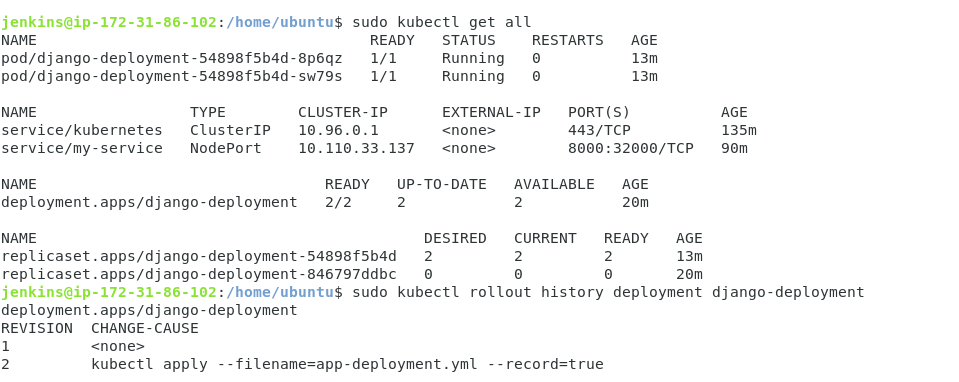 jenkins@ip-172-31-86-102:/home/ubuntu$ sudo kubectl get all
NAME                                     READY   STATUS    RESTARTS   AGE
pod/django-deployment-54898f5b4d-8p6qz   1/1     Running   0          13m
pod/django-deployment-54898f5b4d-sw79s   1/1     Running   0          13m
NAME                 TYPE        CLUSTER-IP      EXTERNAL-IP   PORT(S)          AGE
service/kubernetes   ClusterIP   10.96.0.1       <none>        443/TCP          135m
service/my-service   NodePort    10.110.33.137   <none>        8000:32000/TCP   90m
NAME                                READY   UP-TO-DATE   AVAILABLE   AGE
deployment.apps/django-deployment   2/2     2            2           20m
NAME                                           DESIRED   CURRENT   READY   AGE
replicaset.apps/django-deployment-54898f5b4d   2         2         2       13m
replicaset.apps/django-deployment-846797ddbc   0         0         0       20m
jenkins@ip-172-31-86-102:/home/ubuntu$ sudo kubectl rollout history deployment django-deployment
deployment.apps/django-deployment
REVISION  CHANGE-CAUSE
1         <none>
2         kubectl apply --filename=app-deployment.yml --record=true